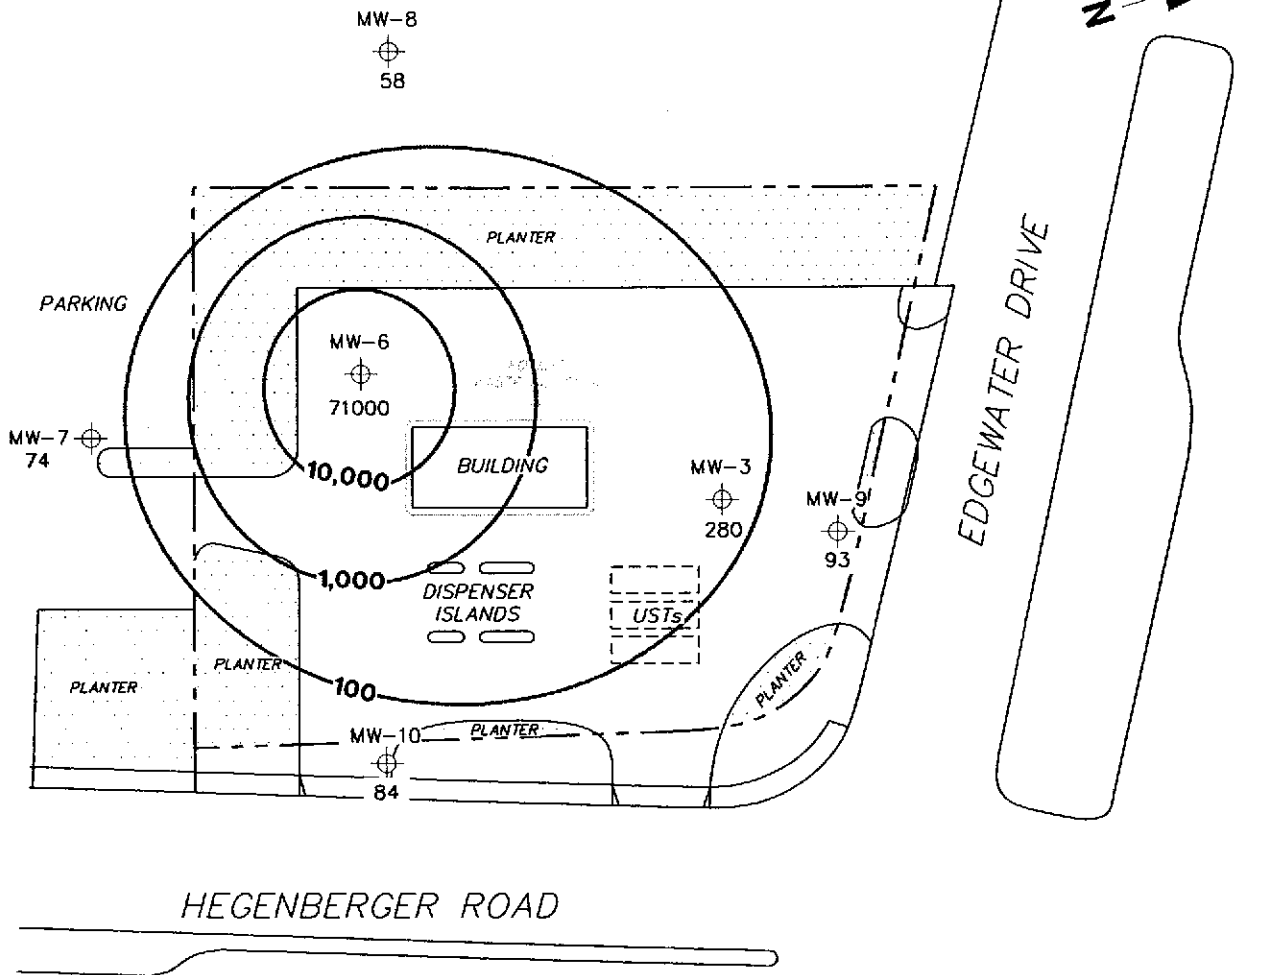 MW-8
58
N
PLANTER
PARKING
EDGEWATER DRIVE
MW-6
71000
MW-7
74
10,000
BUILDING
MW-3
280
MW-9
93
1,000
DISPENSER
ISLANDS
USTs
PLANTER
PLANTER
100
PLANTER
MW-10
PLANTER
84
HEGENBERGER ROAD